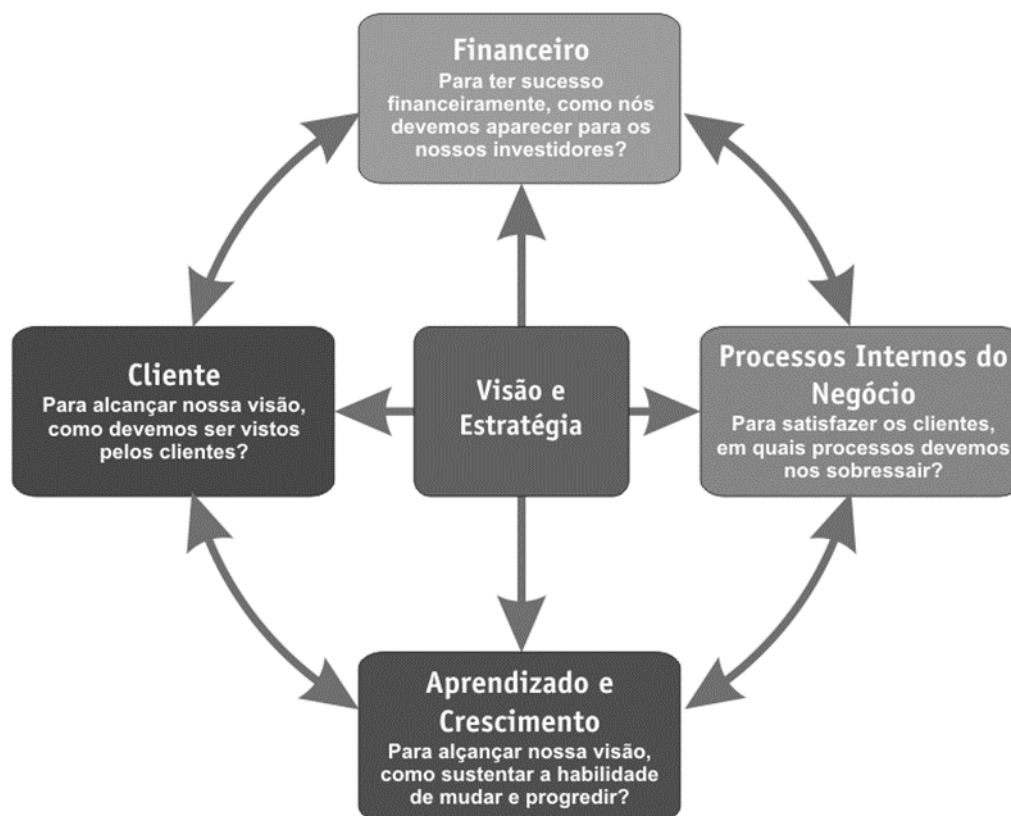 Financeiro
Para ter sucesso
financeiramente, como nós
devemos aparecer para os
nossos investidores?
Cliente
Para alcançar nossa visão,
como devemos ser vistos
pelos clientes?
Visão e
Estratégia
Processos Internos do
Negócio
Para satisfazer os clientes,
em quais processos devemos
nos sobressair?
Aprendizado e
Crescimento
Para alçançar nossa visão,
como sustentar a habilidade
de mudar e progredir?